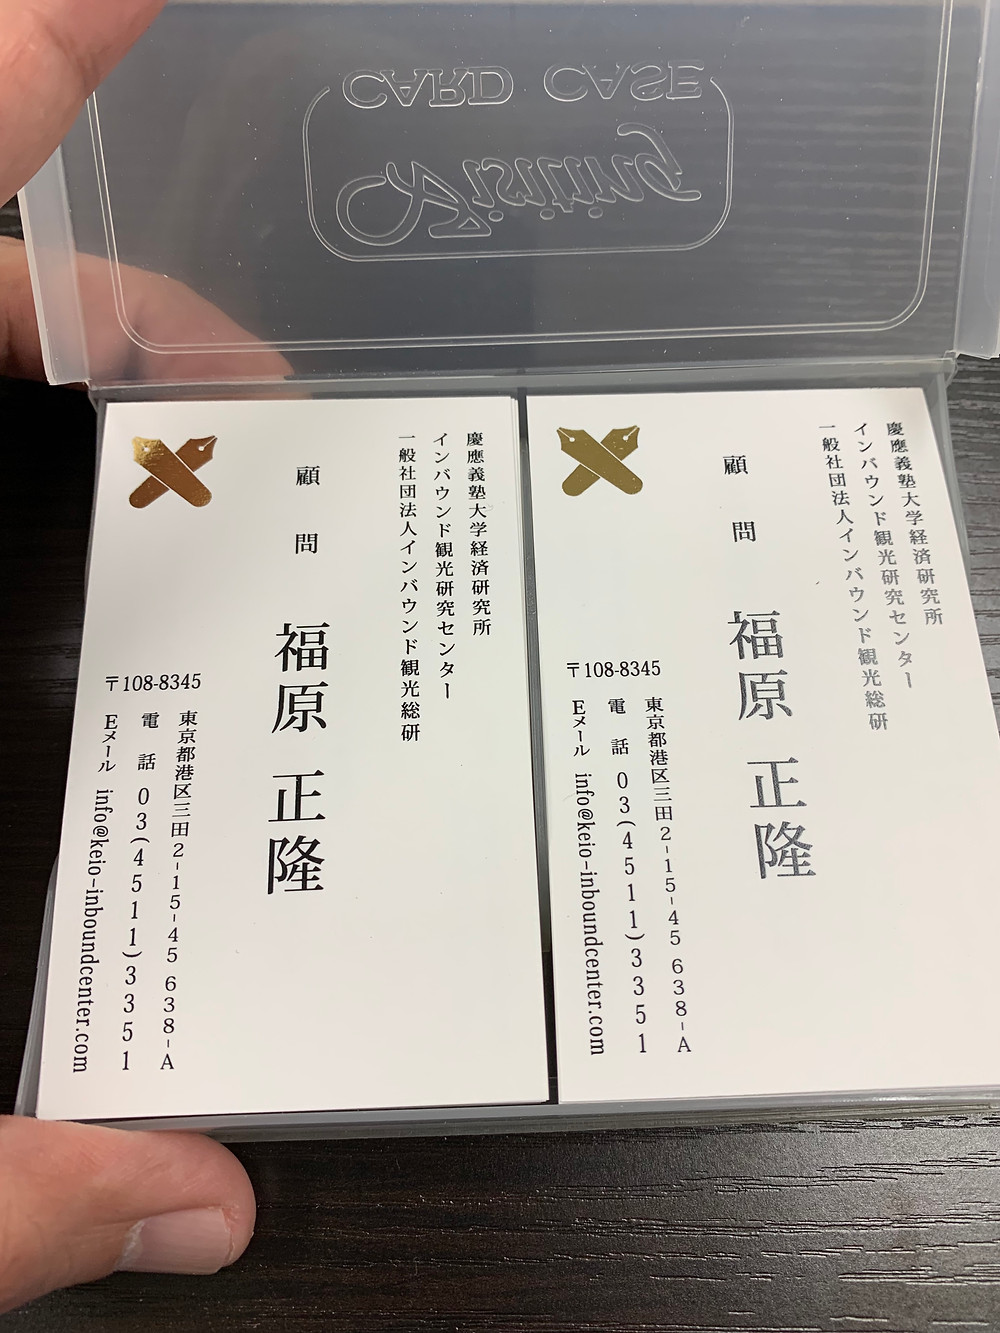 CARD CASE
Visiting
慶應義塾大学経済研究所
インバウンド観光研究センター
一般社団法人インバウンド観光総研
顧問 福原 正隆
〒108-8345
東京都港区三田2-15-45 638-A
電話 03(4511)3351
Eメール info@keio-inboundcenter.com
慶應義塾大学経済研究所
インバウンド観光研究センター
一般社団法人インバウンド観光総研
顧問 福原 正隆
〒108-8345
東京都港区三田2-15-45 638-A
電話 03(4511)3351
Eメール info@keio-inboundcenter.com